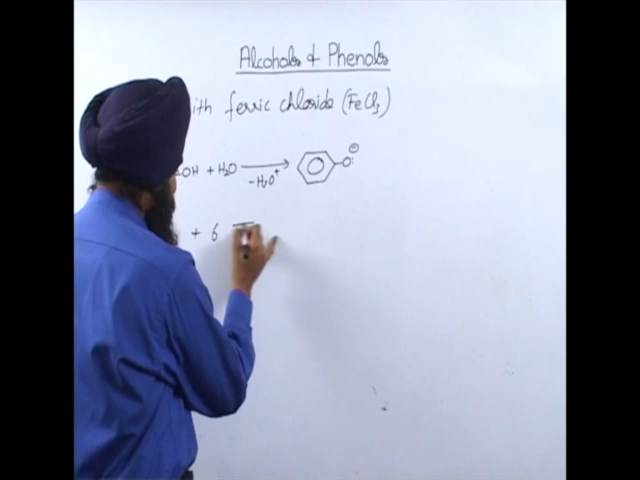 Alcohols & Phenols
with ferric chloride (FeCl3)
OH + H2O -H3O+ O:⊖
+ 6